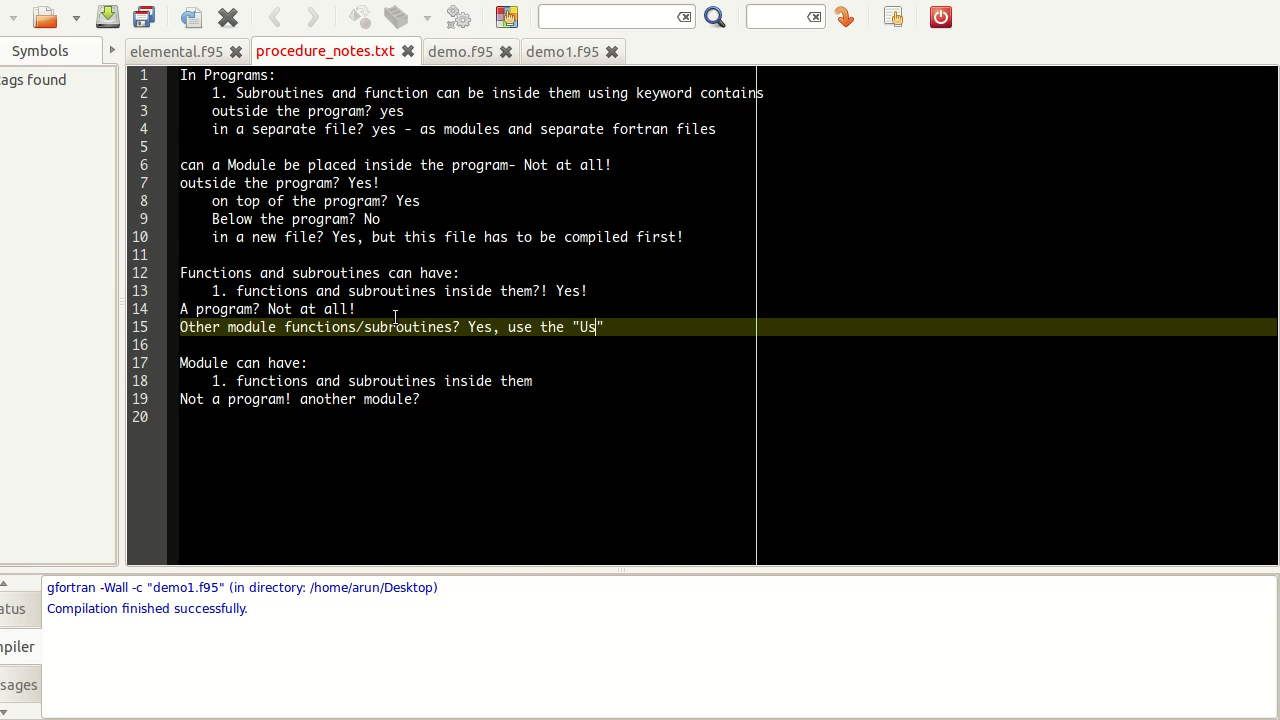 Symbols
elemental.f95
procedure_notes.txt
demo.f95
demo1.f95
tags found
1 In Programs:
2 1. Subroutines and function can be inside them using keyword contains
3 outside the program? yes
4 in a separate file? yes - as modules and separate fortran files
5
6 can a Module be placed inside the program- Not at all!
7 outside the program? Yes!
8 on top of the program? Yes
9 Below the program? No
10 in a new file? Yes, but this file has to be compiled first!
11
12 Functions and subroutines can have:
13 1. functions and subroutines inside them?! Yes!
14 A program? Not at all!
15 Other module functions/subroutines? Yes, use the "Us"
16
17 Module can have:
18 1. functions and subroutines inside them
19 Not a program! another module?
20
gfortran -Wall -c "demo1.f95" (in directory: /home/arun/Desktop)
Compilation finished successfully.
atus
mpiler
sages